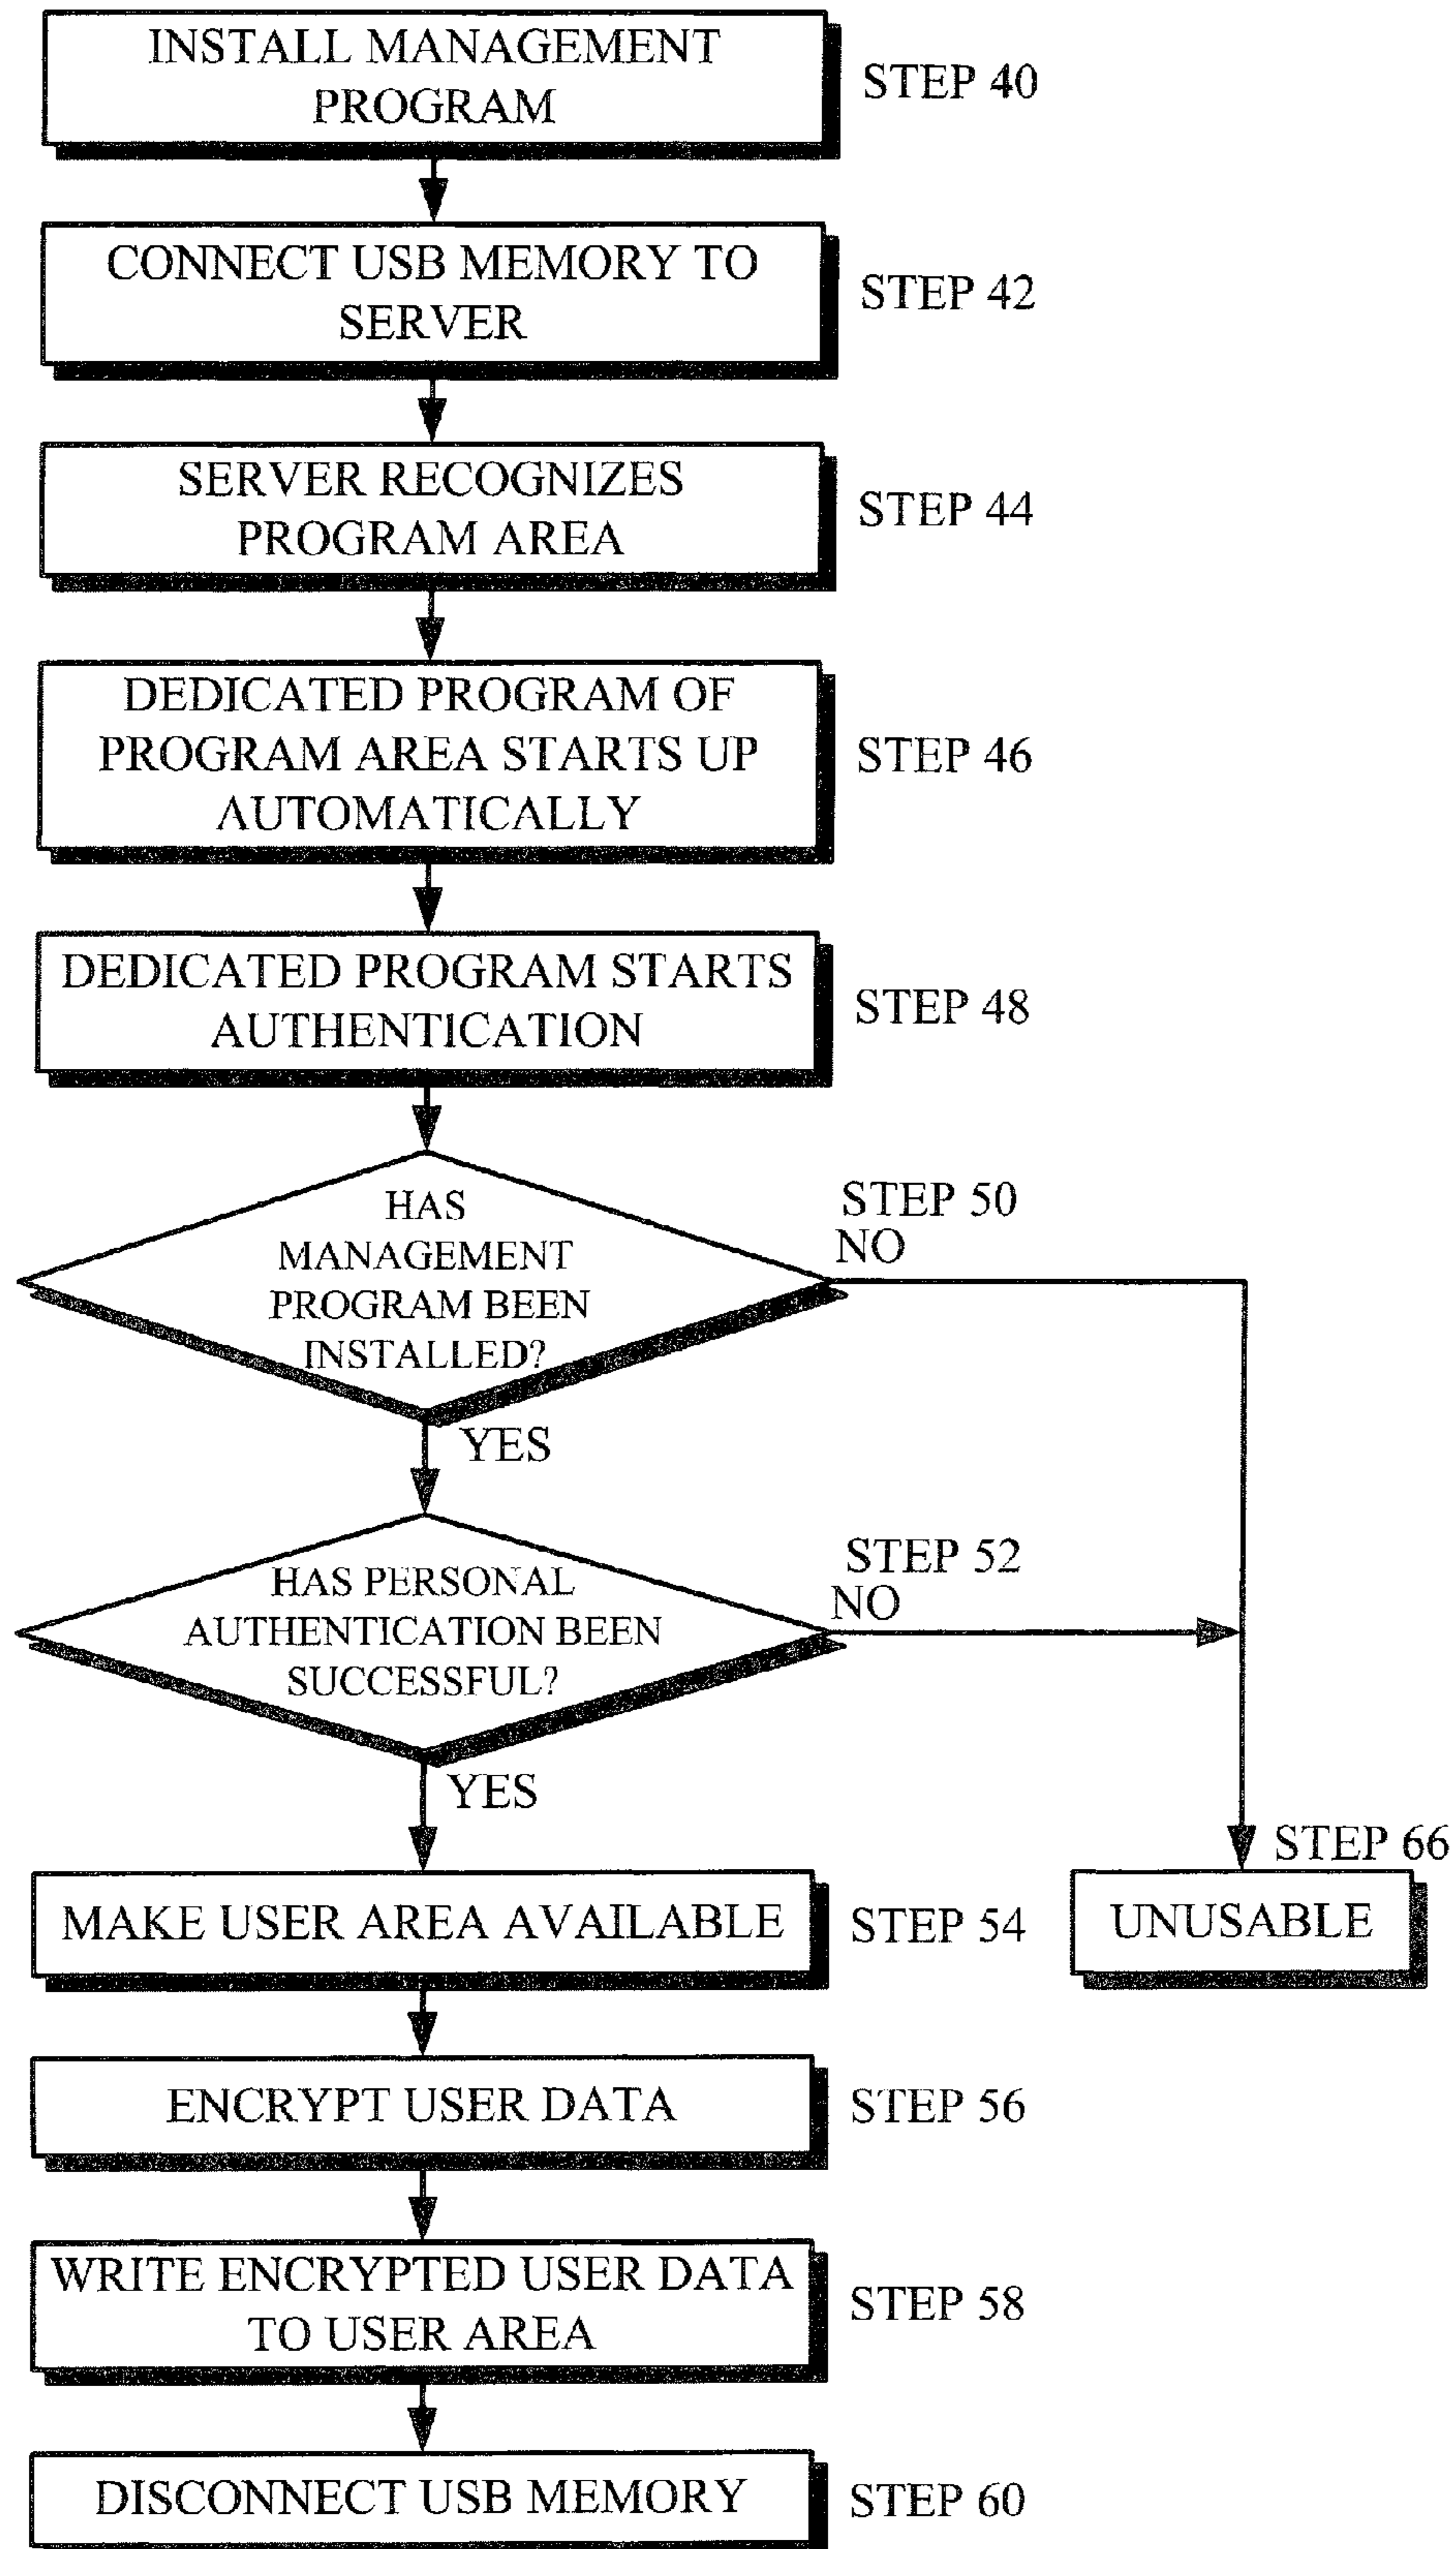 INSTALL MANAGEMENT
PROGRAM
STEP 40
CONNECT USB MEMORY TO
SERVER
STEP 42
SERVER RECOGNIZES
PROGRAM AREA
STEP 44
DEDICATED PROGRAM OF
PROGRAM AREA STARTS UP
AUTOMATICALLY
STEP 46
DEDICATED PROGRAM STARTS
AUTHENTICATION
STEP 48
HAS
MANAGEMENT
PROGRAM BEEN
INSTALLED?
STEP 50
NO
YES
HAS PERSONAL
AUTHENTICATION BEEN
SUCCESSFUL?
STEP 52
NO
YES
MAKE USER AREA AVAILABLE
STEP 54
STEP 66
UNUSABLE
ENCRYPT USER DATA
STEP 56
WRITE ENCRYPTED USER DATA
TO USER AREA
STEP 58
DISCONNECT USB MEMORY
STEP 60